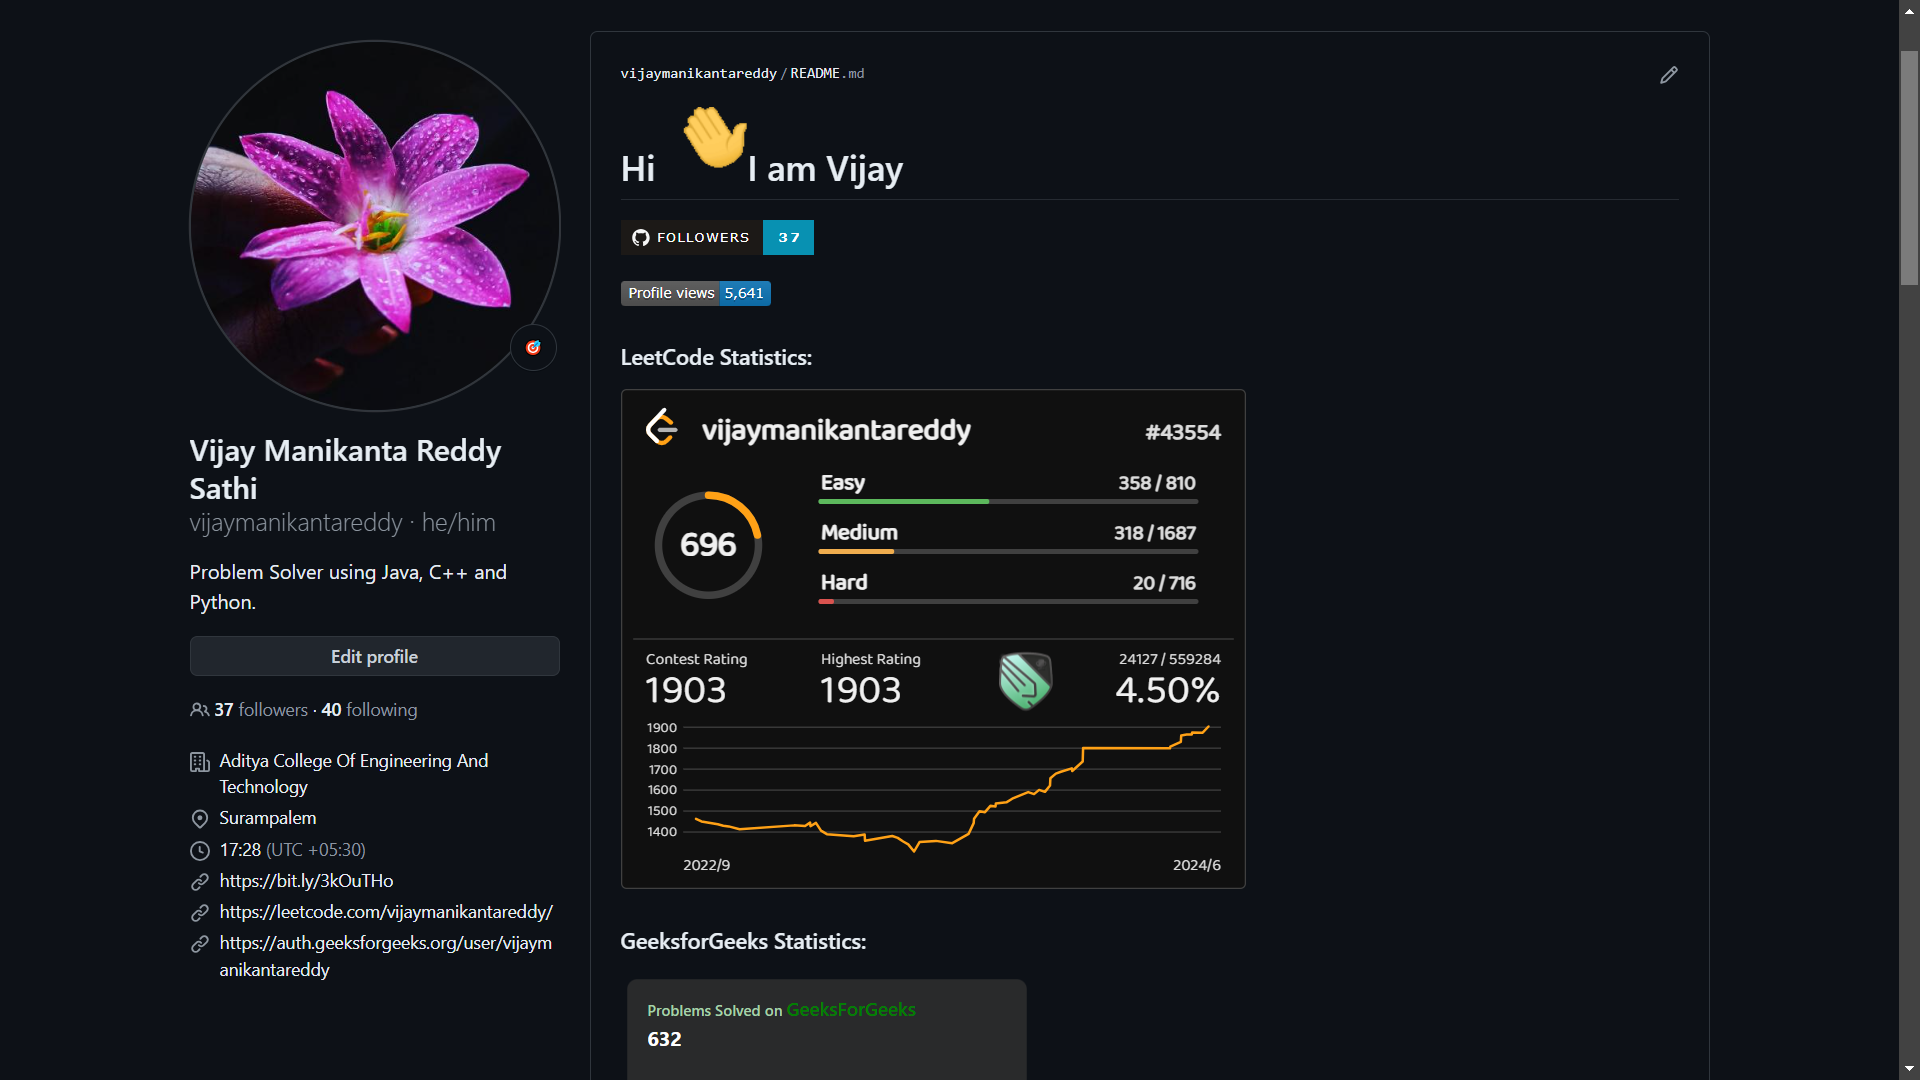 Vijay Manikanta Reddy
Sathi
vijaymanikantareddy · he/him
Problem Solver using Java, C++ and
Python.
Edit profile
37 followers · 40 following
Aditya College Of Engineering And
Technology
Surampalem
17:28 (UTC +05:30)
https://bit.ly/3kOuTHo
https://leetcode.com/vijaymanikantareddy/
https://auth.geeksforgeeks.org/user/vijaym
anikantareddy
vijaymanikantareddy/README.md
Hi I am Vijay
FOLLOWERS 37
Profile views 5,641
LeetCode Statistics:
vijaymanikantareddy #43554
696
Easy 358 / 810
Medium 318 / 1687
Hard 20 / 716
Contest Rating Highest Rating 24127 / 559284
1903 1903 4.50%
1900
1800
1700
1600
1500
1400
2022/9 2024/6
GeeksforGeeks Statistics:
Problems Solved on GeeksForGeeks
632